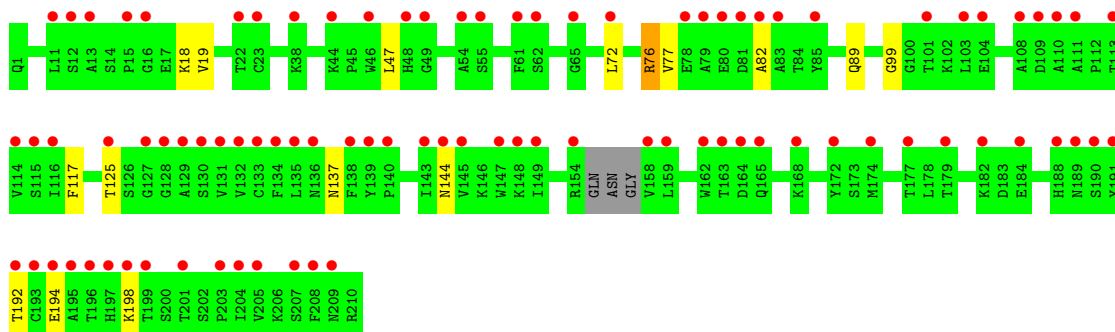 Q1 L11 S12 A13 S14 P15 G16 E17 K18 V19 T22 C23 K38 K44 P45 W46 L47 H48 G49 A54 S55 F61 S62 G65 L72 R76 V77 E78 A79 E80 D81 A82 A83 T84 Y85 Q89 G99 G100 T101 K102 L103 E104 A108 D109 A110 A111 P112 T113
V114 S115 I116 F117 T125 S126 G127 G128 A129 S130 V131 V132 C133 F134 L135 N136 N137 F138 Y139 P140 I143 N144 V145 K146 W147 K148 I149 R154 GLN ASN GLY V158 L159 W162 T163 D164 Q165 K168 Y172 S173 M174 T177 L178 T179 K182 D183 E184 H188 N189 S190 Y191
T192 C193 E194 A195 T196 H197 K198 T199 S200 T201 S202 P203 I204 V205 K206 S207 F208 N209 R210